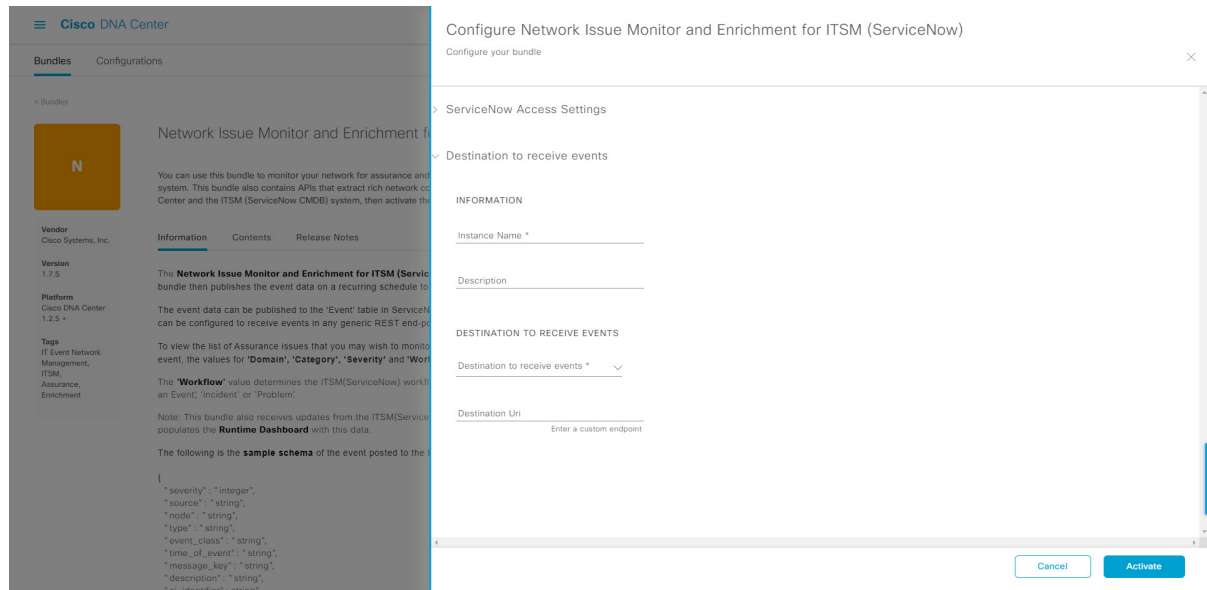 Cisco DNA Center
Bundles Configurations
< Bundles
N
Network Issue Monitor and Enrichment f
You can use this bundle to monitor your network for assurance and
system. This bundle also contains APIs that extract rich network co
Center and the ITSM (ServiceNow CMDB) system, then activate the
Vendor
Cisco Systems, Inc.
Version
1.7.5
Platform
Cisco DNA Center
1.2.5 +
Tags
IT Event Network
Management,
ITSM,
Assurance,
Enrichment
Information Contents Release Notes
The Network Issue Monitor and Enrichment for ITSM (Servic
bundle then publishes the event data on a recurring schedule to
The event data can be published to the 'Event' table in ServiceN
can be configured to receive events in any generic REST end-po
To view the list of Assurance issues that you may wish to monito
event, the values for 'Domain', 'Category', 'Severity' and 'Worl
The 'Workflow' value determines the ITSM(ServiceNow) workfl
an Event', 'Incident' or 'Problem'.
Note: This bundle also receives updates from the ITSM(Service
populates the Runtime Dashboard with this data.
The following is the sample schema of the event posted to the
{
"severity" : "integer",
"source" : "string",
"node" : "string",
"type" : "string",
"event_class" : "string",
"time_of_event" : "string",
"message_key" : "string",
"description" : "string",
Configure Network Issue Monitor and Enrichment for ITSM (ServiceNow)
Configure your bundle
ServiceNow Access Settings
Destination to receive events
INFORMATION
Instance Name *
Description
DESTINATION TO RECEIVE EVENTS
Destination to receive events *
Destination Uri
Enter a custom endpoint
Cancel Activate